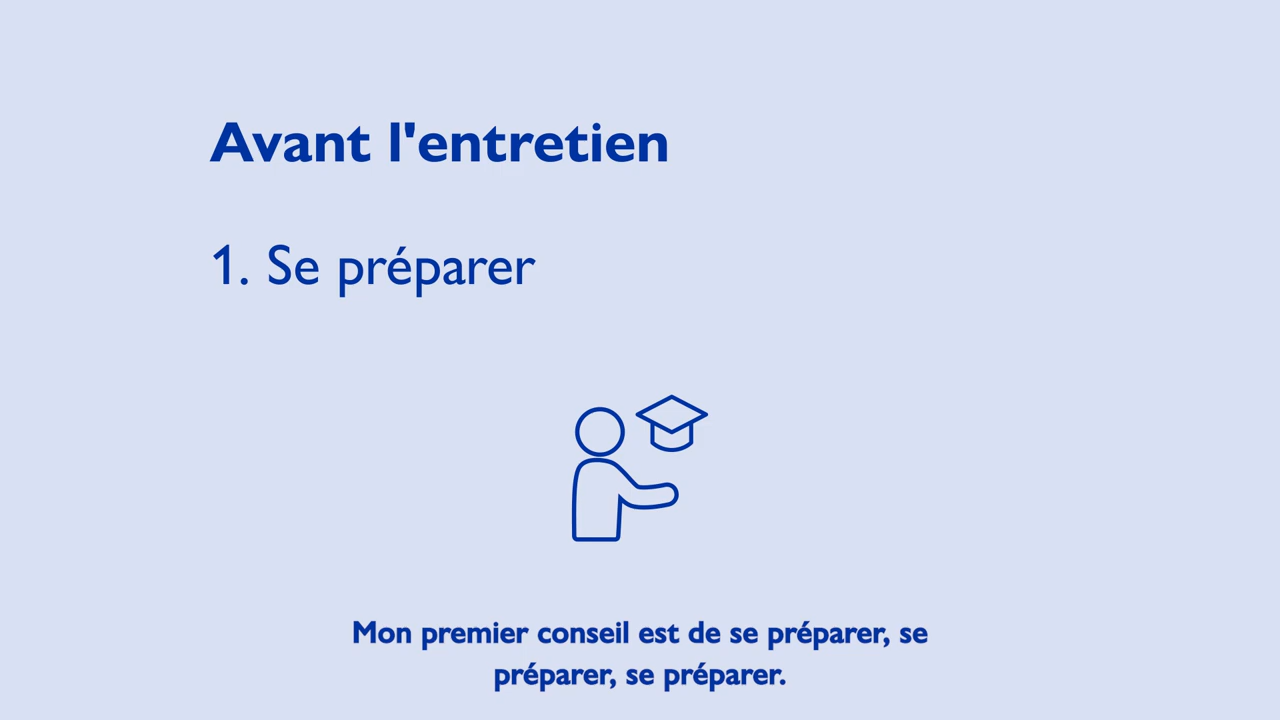 Avant l'entretien
1. Se préparer
Mon premier conseil est de se préparer, se
préparer, se préparer.